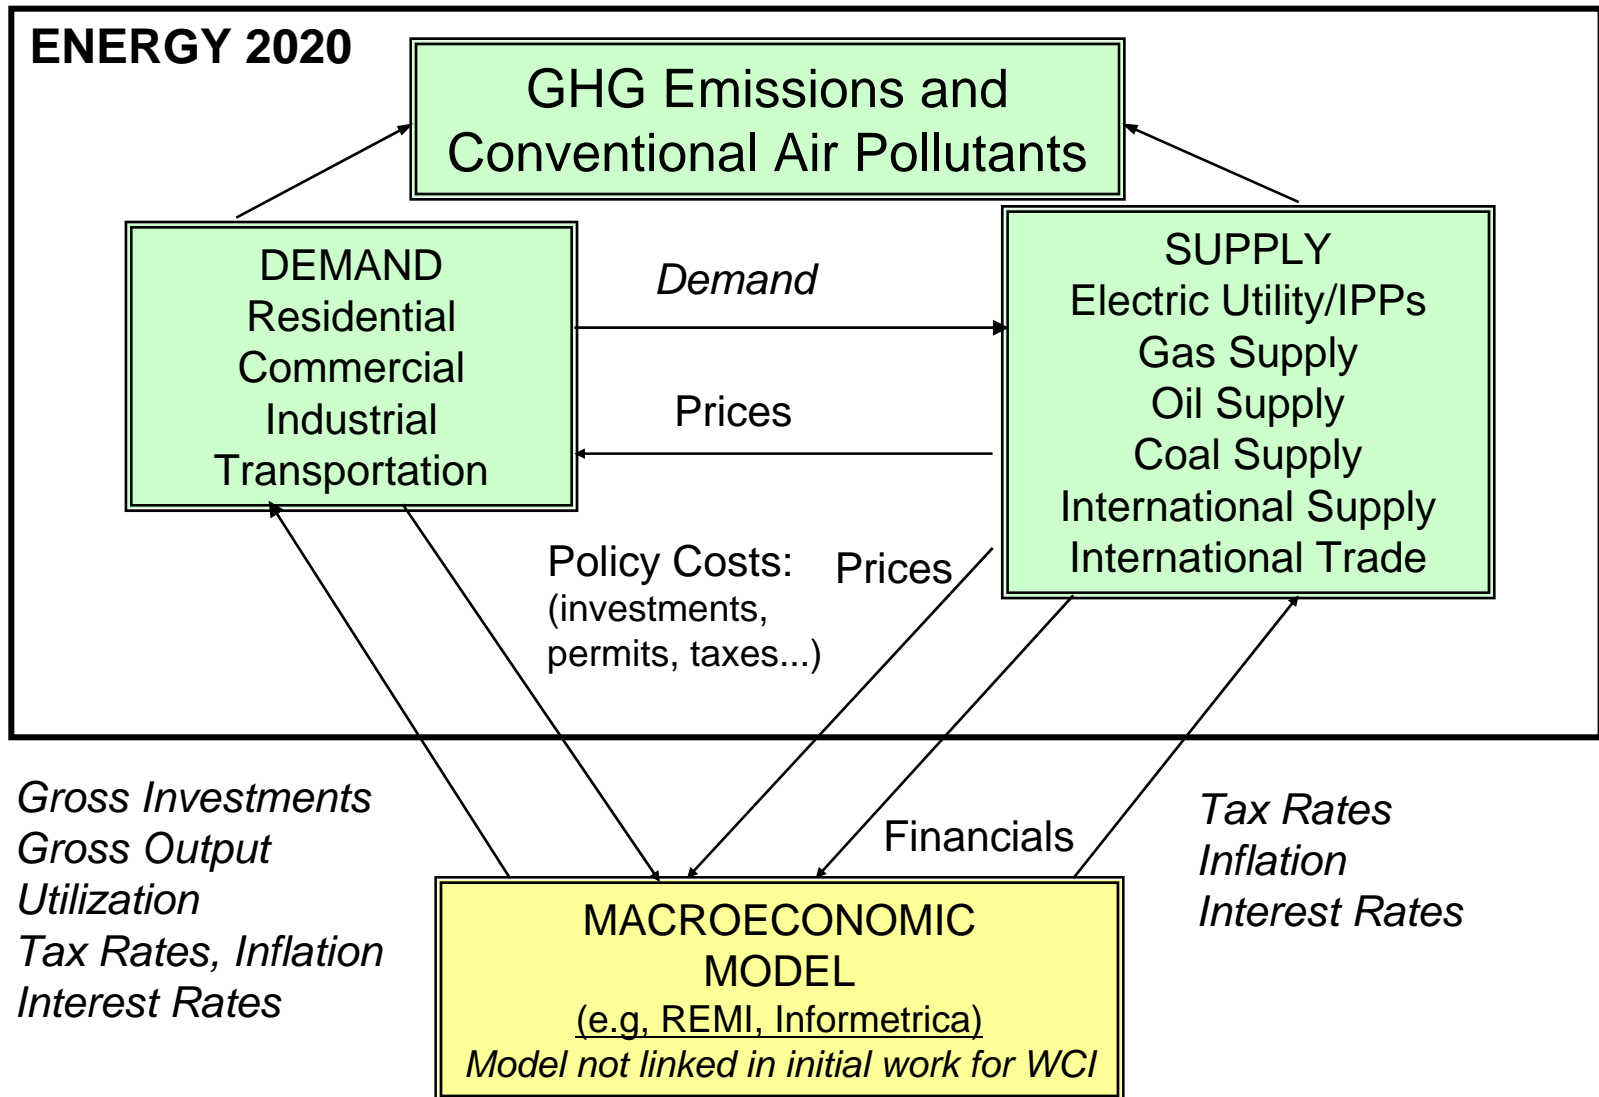 ENERGY 2020
GHG Emissions and
Conventional Air Pollutants
DEMAND
Residential
Commercial
Industrial
Transportation
Demand
Prices
SUPPLY
Electric Utility/IPPs
Gas Supply
Oil Supply
Coal Supply
International Supply
International Trade
Policy Costs:
(investments,
permits, taxes...)
Prices
Gross Investments
Gross Output
Utilization
Tax Rates, Inflation
Interest Rates
Financials
Tax Rates
Inflation
Interest Rates
MACROECONOMIC
MODEL
(e.g, REMI, Informetrica)
Model not linked in initial work for WCI